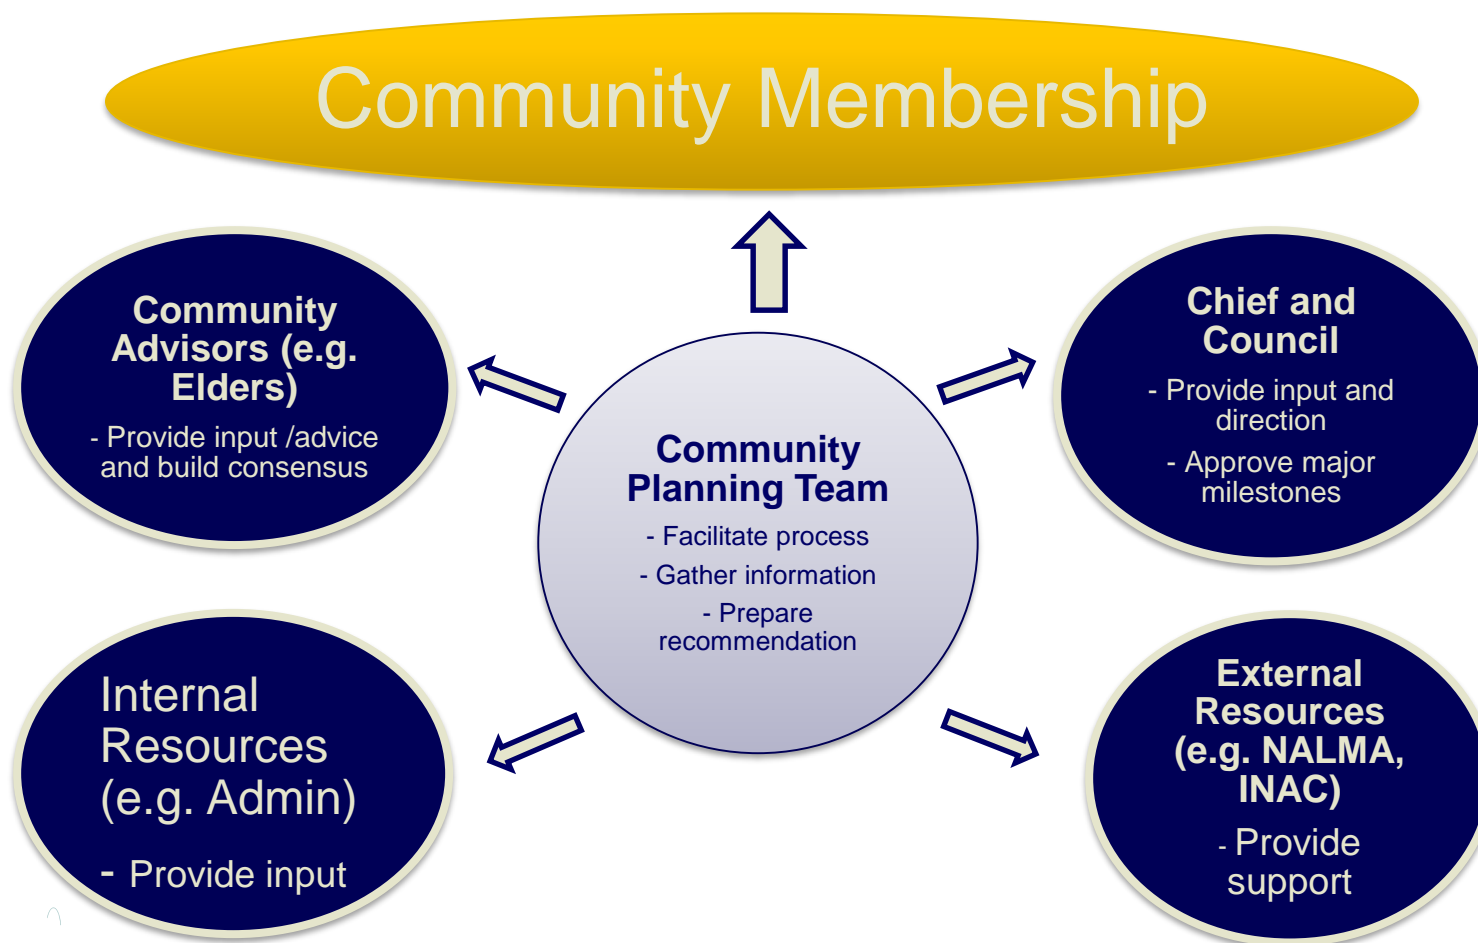 Community Membership
Community
Advisors (e.g.
Elders)
- Provide input /advice
and build consensus
Chief and
Council
- Provide input and
direction
- Approve major
milestones
Community
Planning Team
- Facilitate process
- Gather information
- Prepare
recommendation
Internal
Resources
(e.g. Admin)
- Provide input
External
Resources
(e.g. NALMA,
INAC)
- Provide
support